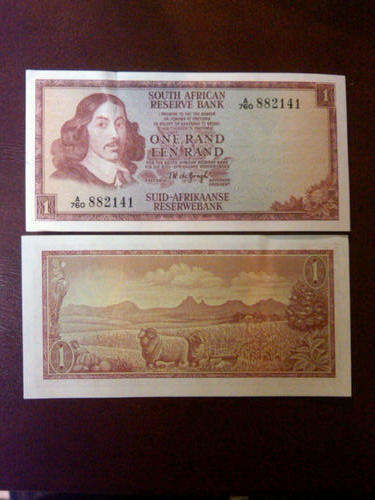 SOUTH AFRICAN
RESERVE BANK
1
A/760 882141
ONE RAND
EEN RAND
A/760 882141
1
SUID-AFRIKAANSE
RESERWEBANK
1
1